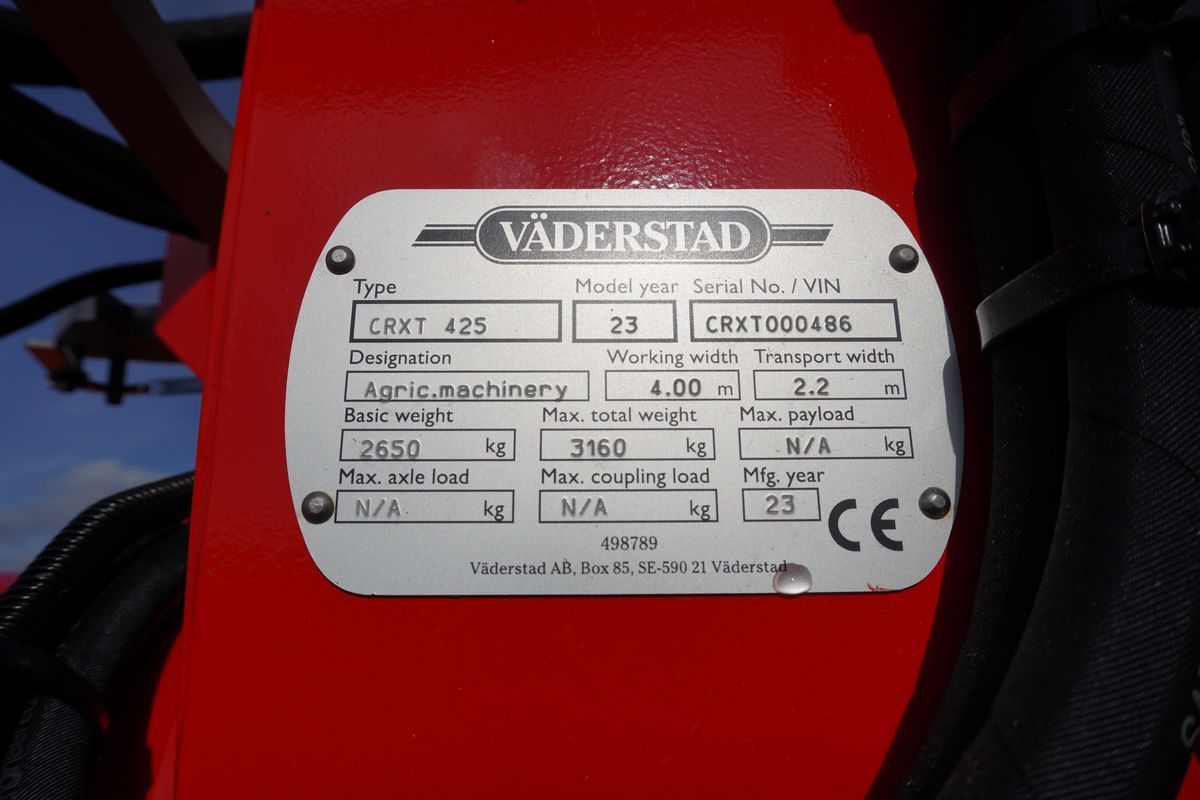 VÄDERSTAD
Type Model year Serial No. / VIN
CRXT 425 23 CRXT000486
Designation Working width Transport width
Agric.machinery 4.00 m 2.2 m
Basic weight Max. total weight Max. payload
2650 kg 3160 kg N/A kg
Max. axle load Max. coupling load Mfg. year
N/A kg N/A kg 23 CE
498789
Väderstad AB, Box 85, SE-590 21 Väderstad